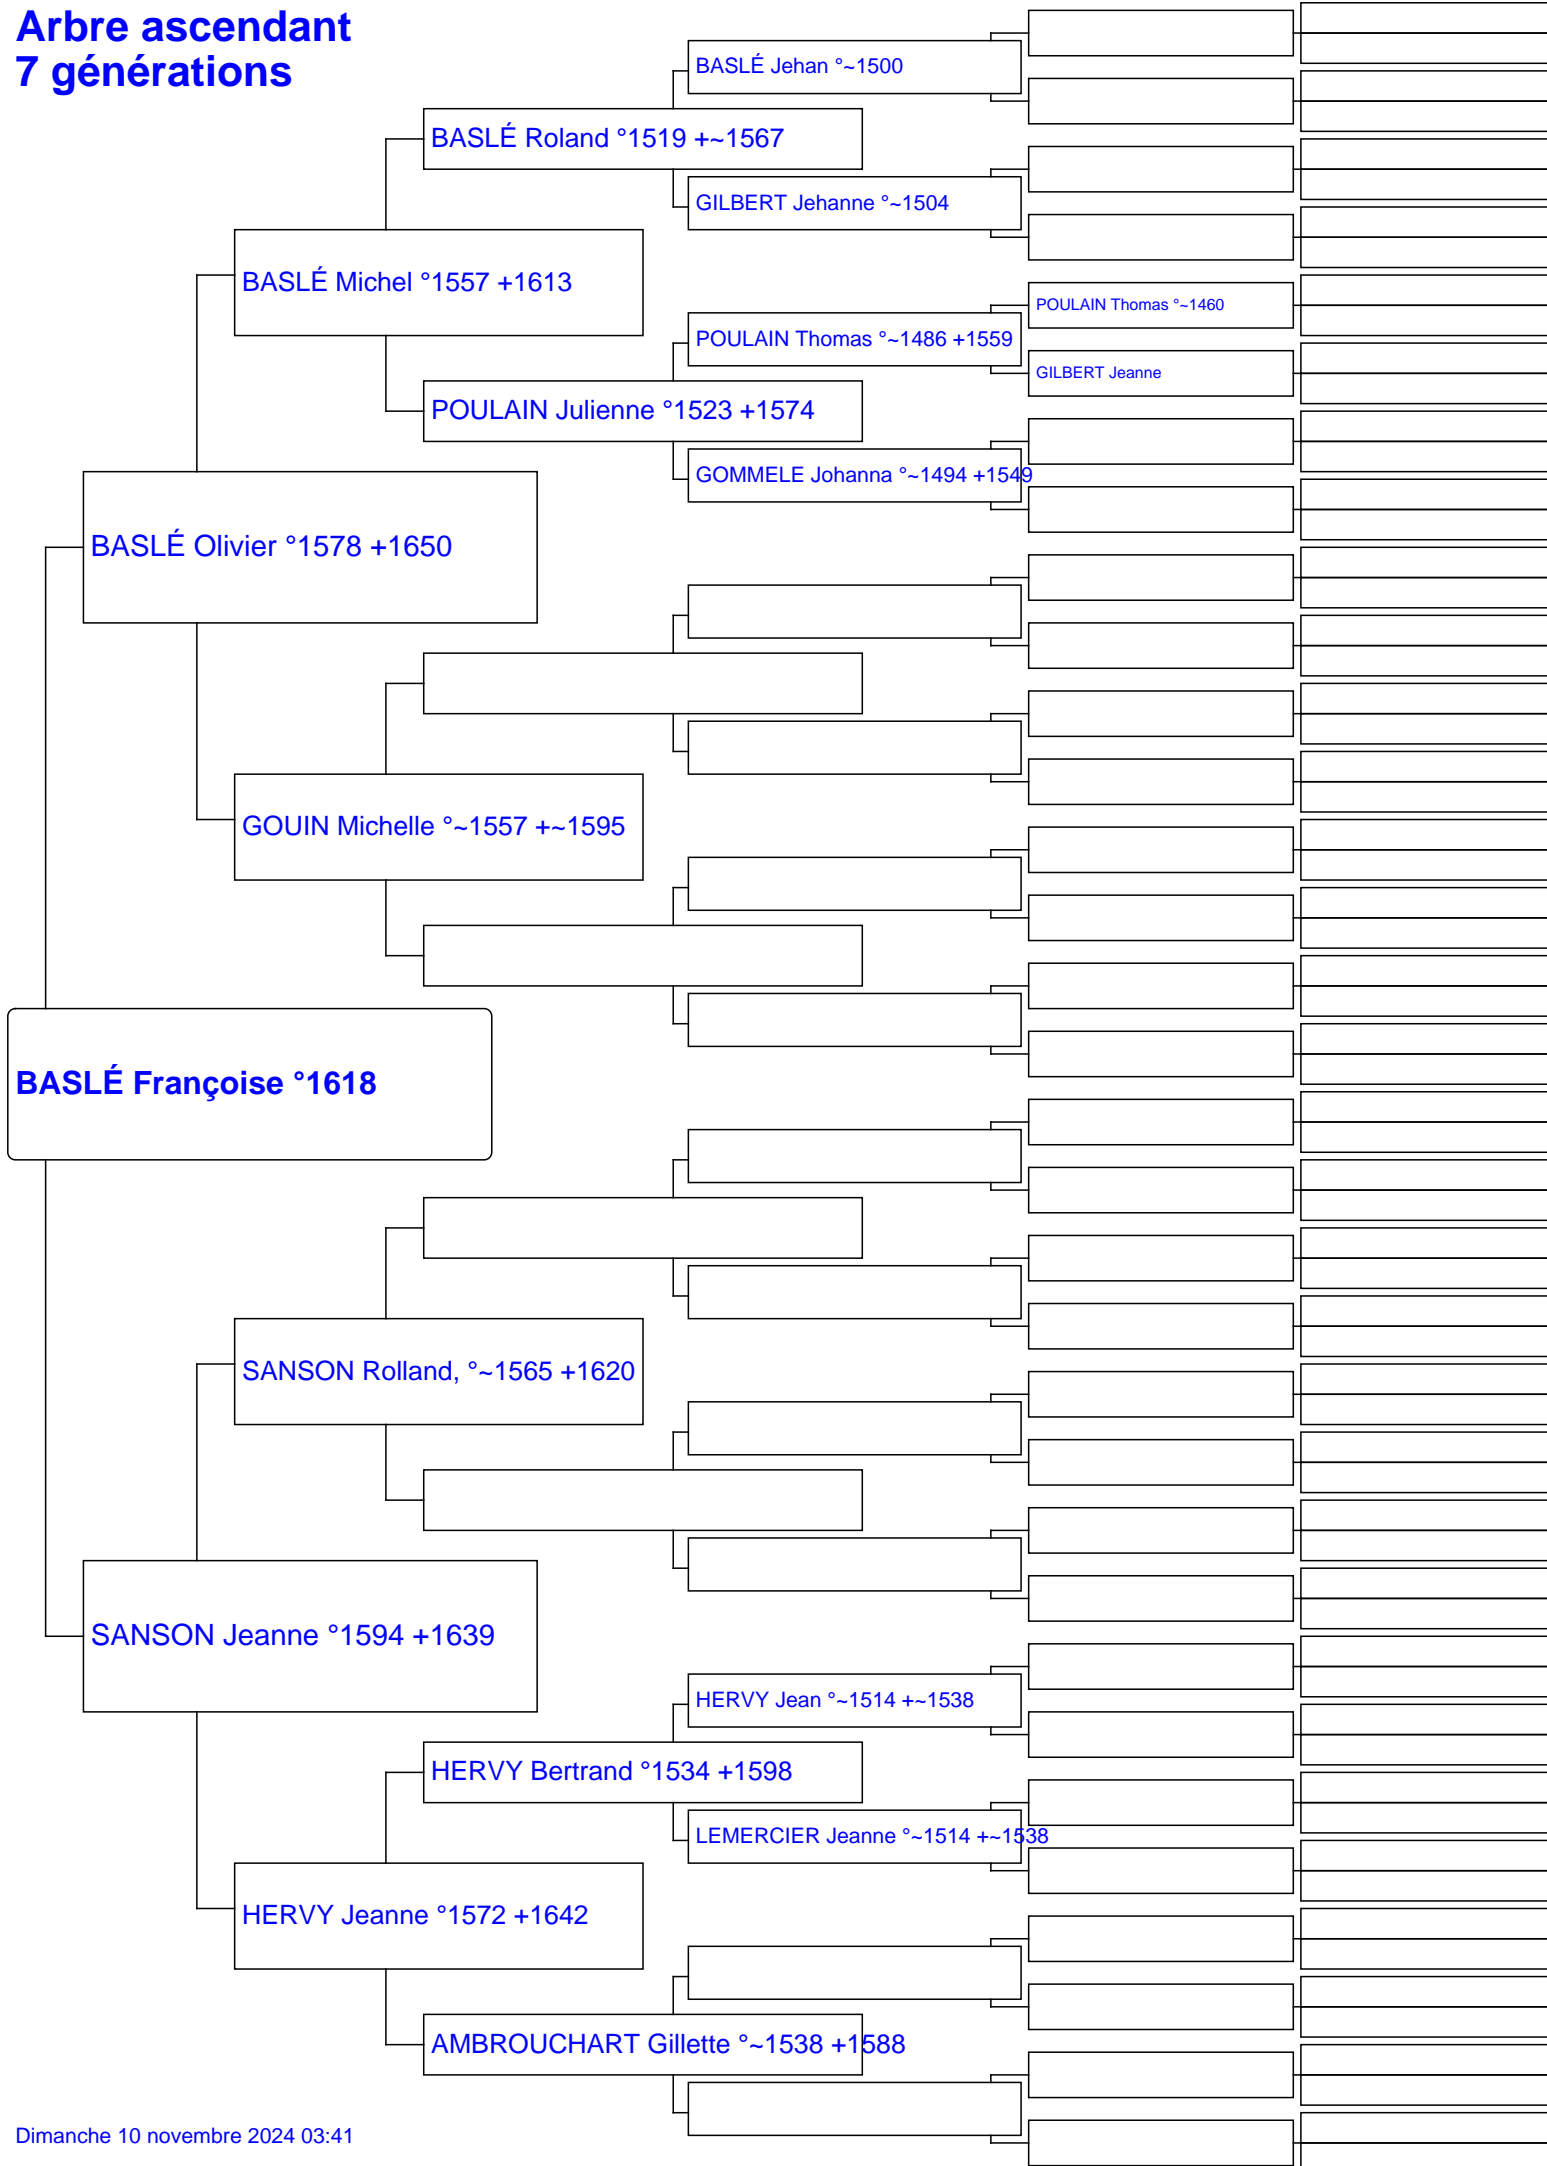 Arbre ascendant
7 générations
BASLÉ Jehan °~1500
BASLÉ Roland °1519 +~1567
GILBERT Jehanne °~1504
BASLÉ Michel °1557 +1613
POULAIN Thomas °~1460
POULAIN Thomas °~1486 +1559
GILBERT Jeanne
POULAIN Julienne °1523 +1574
GOMMELE Johanna °~1494 +1549
BASLÉ Olivier °1578 +1650
GOUIN Michelle °~1557 +~1595
BASLÉ Françoise °1618
SANSON Rolland, °~1565 +1620
SANSON Jeanne °1594 +1639
HERVY Jean °~1514 +~1538
HERVY Bertrand °1534 +1598
LEMERCIER Jeanne °~1514 +~1538
HERVY Jeanne °1572 +1642
AMBROUCHART Gillette °~1538 +1588
Dimanche 10 novembre 2024 03:41